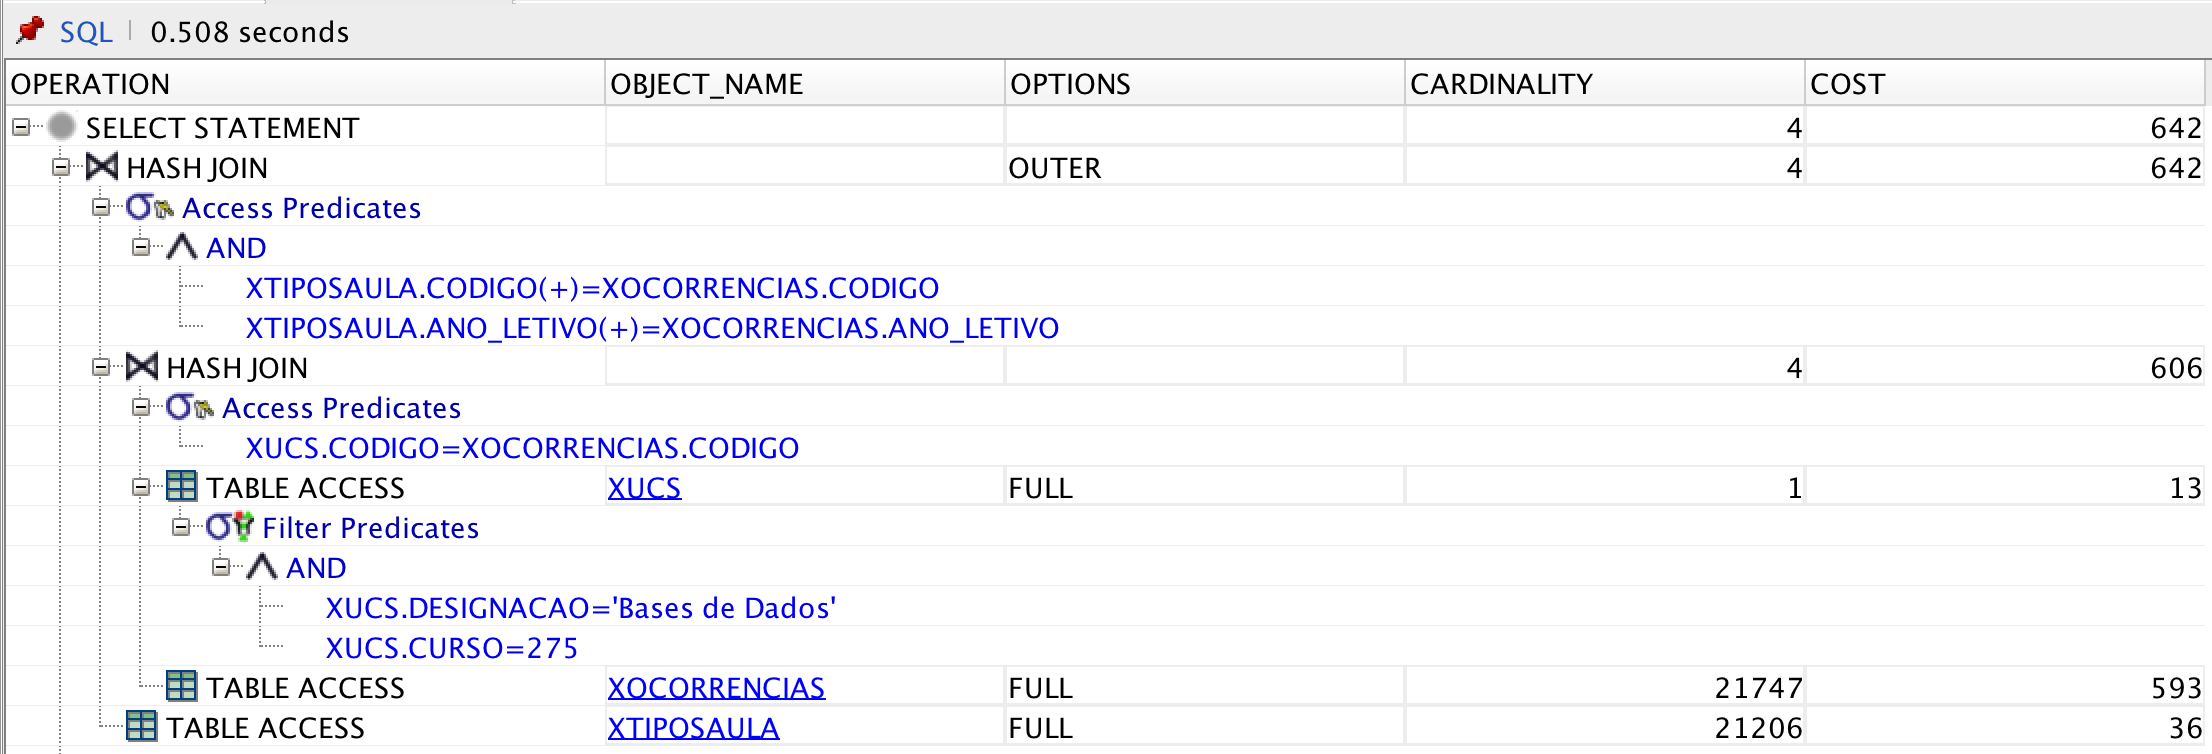 SQL | 0.508 seconds
OPERATION OBJECT_NAME OPTIONS CARDINALITY COST
SELECT STATEMENT 4 642
HASH JOIN OUTER 4 642
Access Predicates
AND
XTIPOSAULA.CODIGO(+)=XOCORRENCIAS.CODIGO
XTIPOSAULA.ANO_LETIVO(+)=XOCORRENCIAS.ANO_LETIVO
HASH JOIN 4 606
Access Predicates
XUCS.CODIGO=XOCORRENCIAS.CODIGO
TABLE ACCESS XUCS FULL 1 13
Filter Predicates
AND
XUCS.DESIGNACAO='Bases de Dados'
XUCS.CURSO=275
TABLE ACCESS XOCORRENCIAS FULL 21747 593
TABLE ACCESS XTIPOSAULA FULL 21206 36